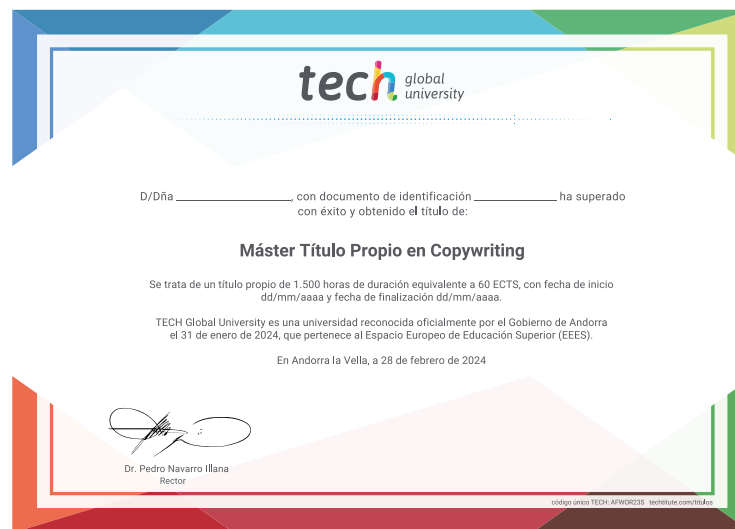 tech global university
D/Dña ____________________, con documento de identificación ______________ ha superado
con éxito y obtenido el título de:
Máster Título Propio en Copywriting
Se trata de un título propio de 1.500 horas de duración equivalente a 60 ECTS, con fecha de inicio
dd/mm/aaaa y fecha de finalización dd/mm/aaaa.
TECH Global University es una universidad reconocida oficialmente por el Gobierno de Andorra
el 31 de enero de 2024, que pertenece al Espacio Europeo de Educación Superior (EEES).
En Andorra la Vella, a 28 de febrero de 2024
Dr. Pedro Navarro Illana
Rector
código único TECH: AFWOR23S techtitute.com/titulos